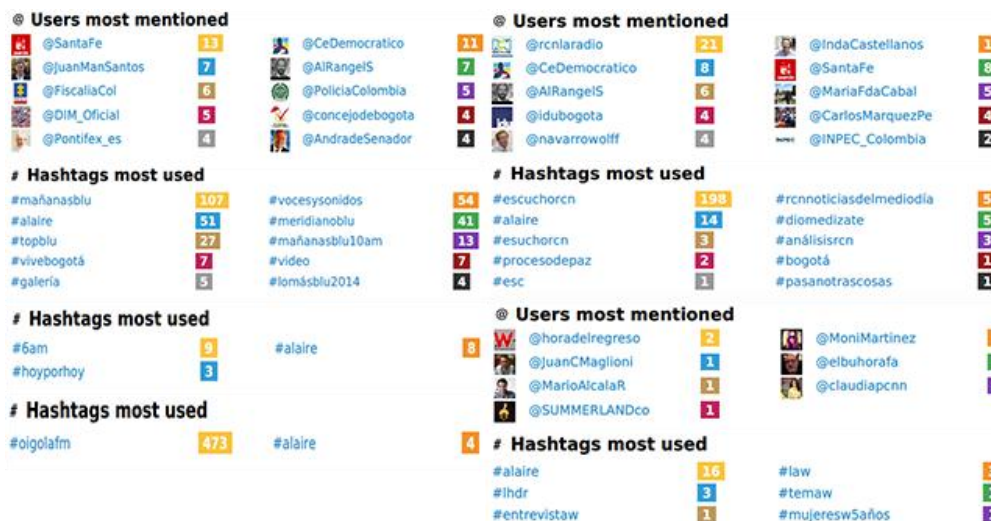 @ Users most mentioned
@SantaFe 13 @CeDemocratico 11
@JuanManSantos 7 @AlRangelS 7
@FiscaliaCol 6 @PoliciaColombia 5
@DIM_Oficial 5 @concejodebogota 4
@Pontifex_es 4 @AndradeSenador 4
# Hashtags most used
#mañanasblu 107 #vocesysonidos 54
#alaire 51 #meridianoblu 41
#topblu 27 #mañanasblu10am 13
#vivebogotá 7 #video 7
#galería 5 #lomásblu2014 4
# Hashtags most used
#6am 9 #alaire 8
#hoyporhoy 3
# Hashtags most used
#oigolafm 473 #alaire 4
@ Users most mentioned
@rcnlaradio 21 @IndaCastellanos
@CeDemocratico 8 @SantaFe 8
@AlRangelS 6 @MariaFdaCabal 5
@idubogota 4 @CarlosMarquezPe 4
@navarrowolff 4 @INPEC_Colombia 2
# Hashtags most used
#escuchorcn 198 #rcnnoticiasdelmediodía 5
#alaire 14 #diomedizate 5
#esuchorcn 3 #análisisrcn 3
#procesodepaz 2 #bogotá 1
#esc 1 #pasanotrascosas 1
@ Users most mentioned
@horadelregreso 2 @MoniMartinez
@JuanCMaglioni 1 @elbuhorafa
@MarioAlcalaR 1 @claudiapcnn
@SUMMERLANDco 1
# Hashtags most used
#alaire 16 #law
#lhdr 3 #temaw
#entrevistaw 1 #mujeresw5años